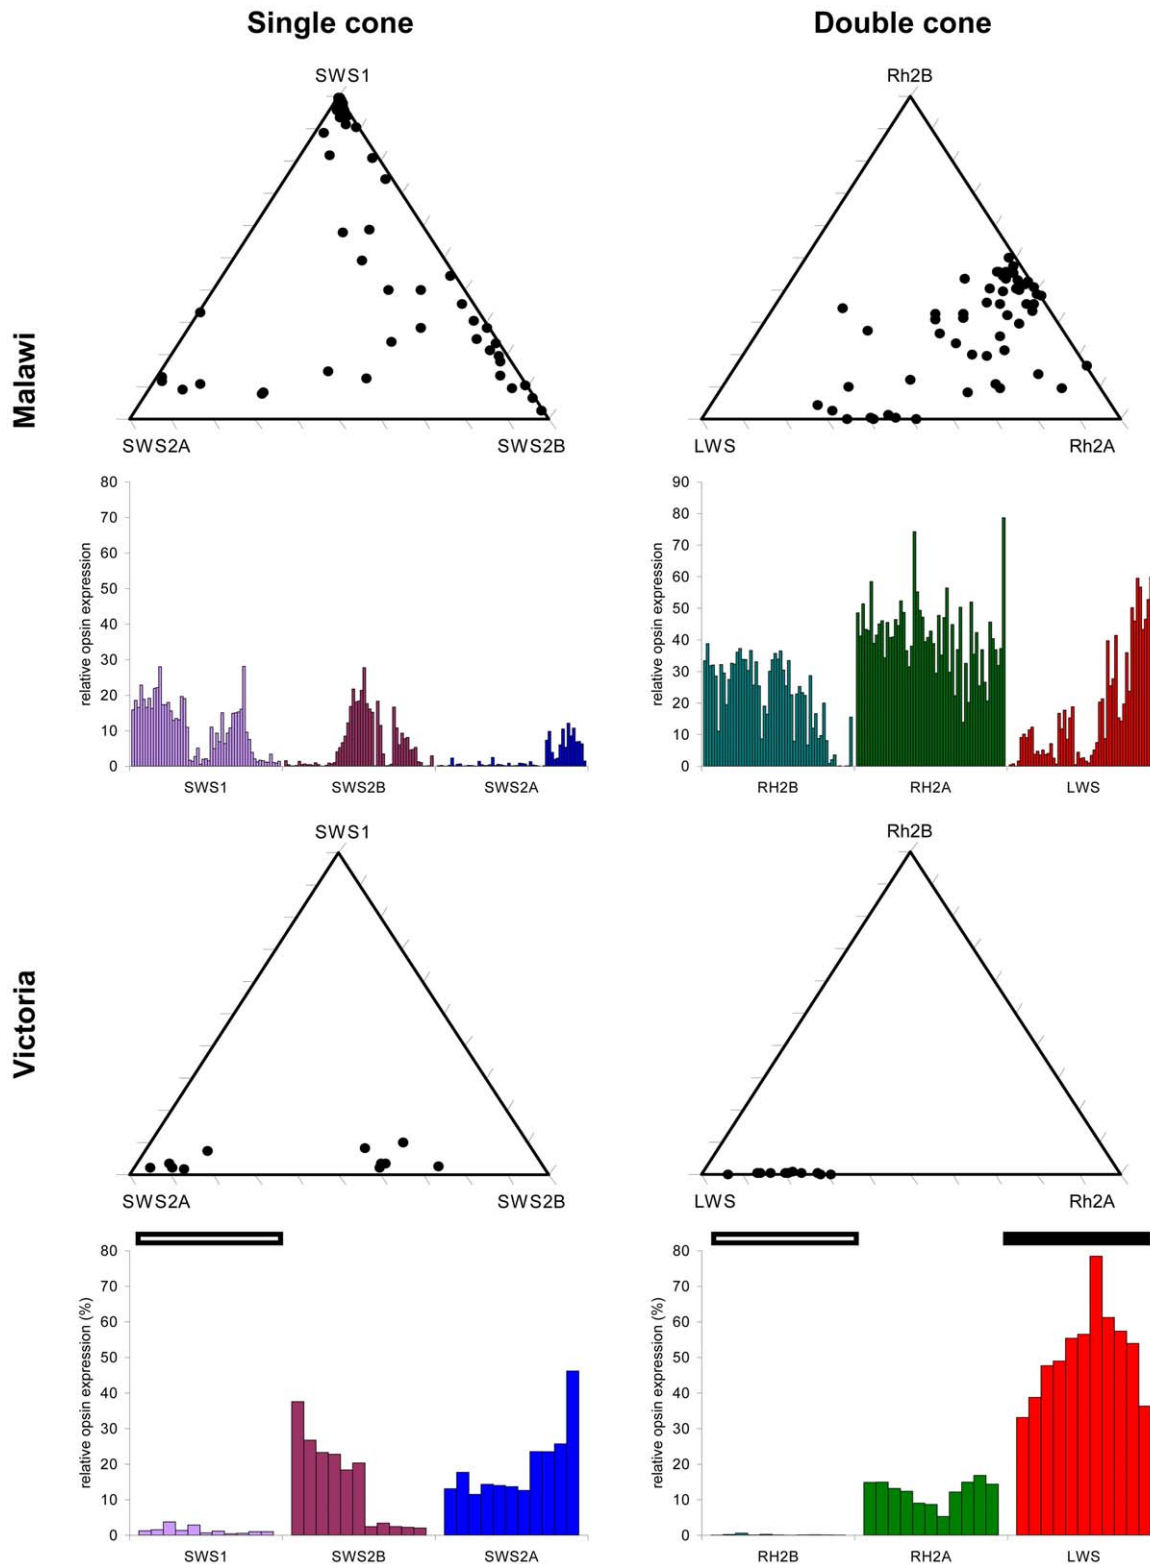 Single cone
Double cone
Malawi
SWS1
SWS2A
SWS2B
Rh2B
LWS
Rh2A
relative opsin expression
80
70
60
50
40
30
20
10
0
SWS1
SWS2B
SWS2A
relative opsin expression
90
80
70
60
50
40
30
20
10
0
RH2B
RH2A
LWS
Victoria
SWS1
SWS2A
SWS2B
Rh2B
LWS
Rh2A
relative opsin expression (%)
80
70
60
50
40
30
20
10
0
SWS1
SWS2B
SWS2A
relative opsin expression (%)
80
70
60
50
40
30
20
10
0
RH2B
RH2A
LWS